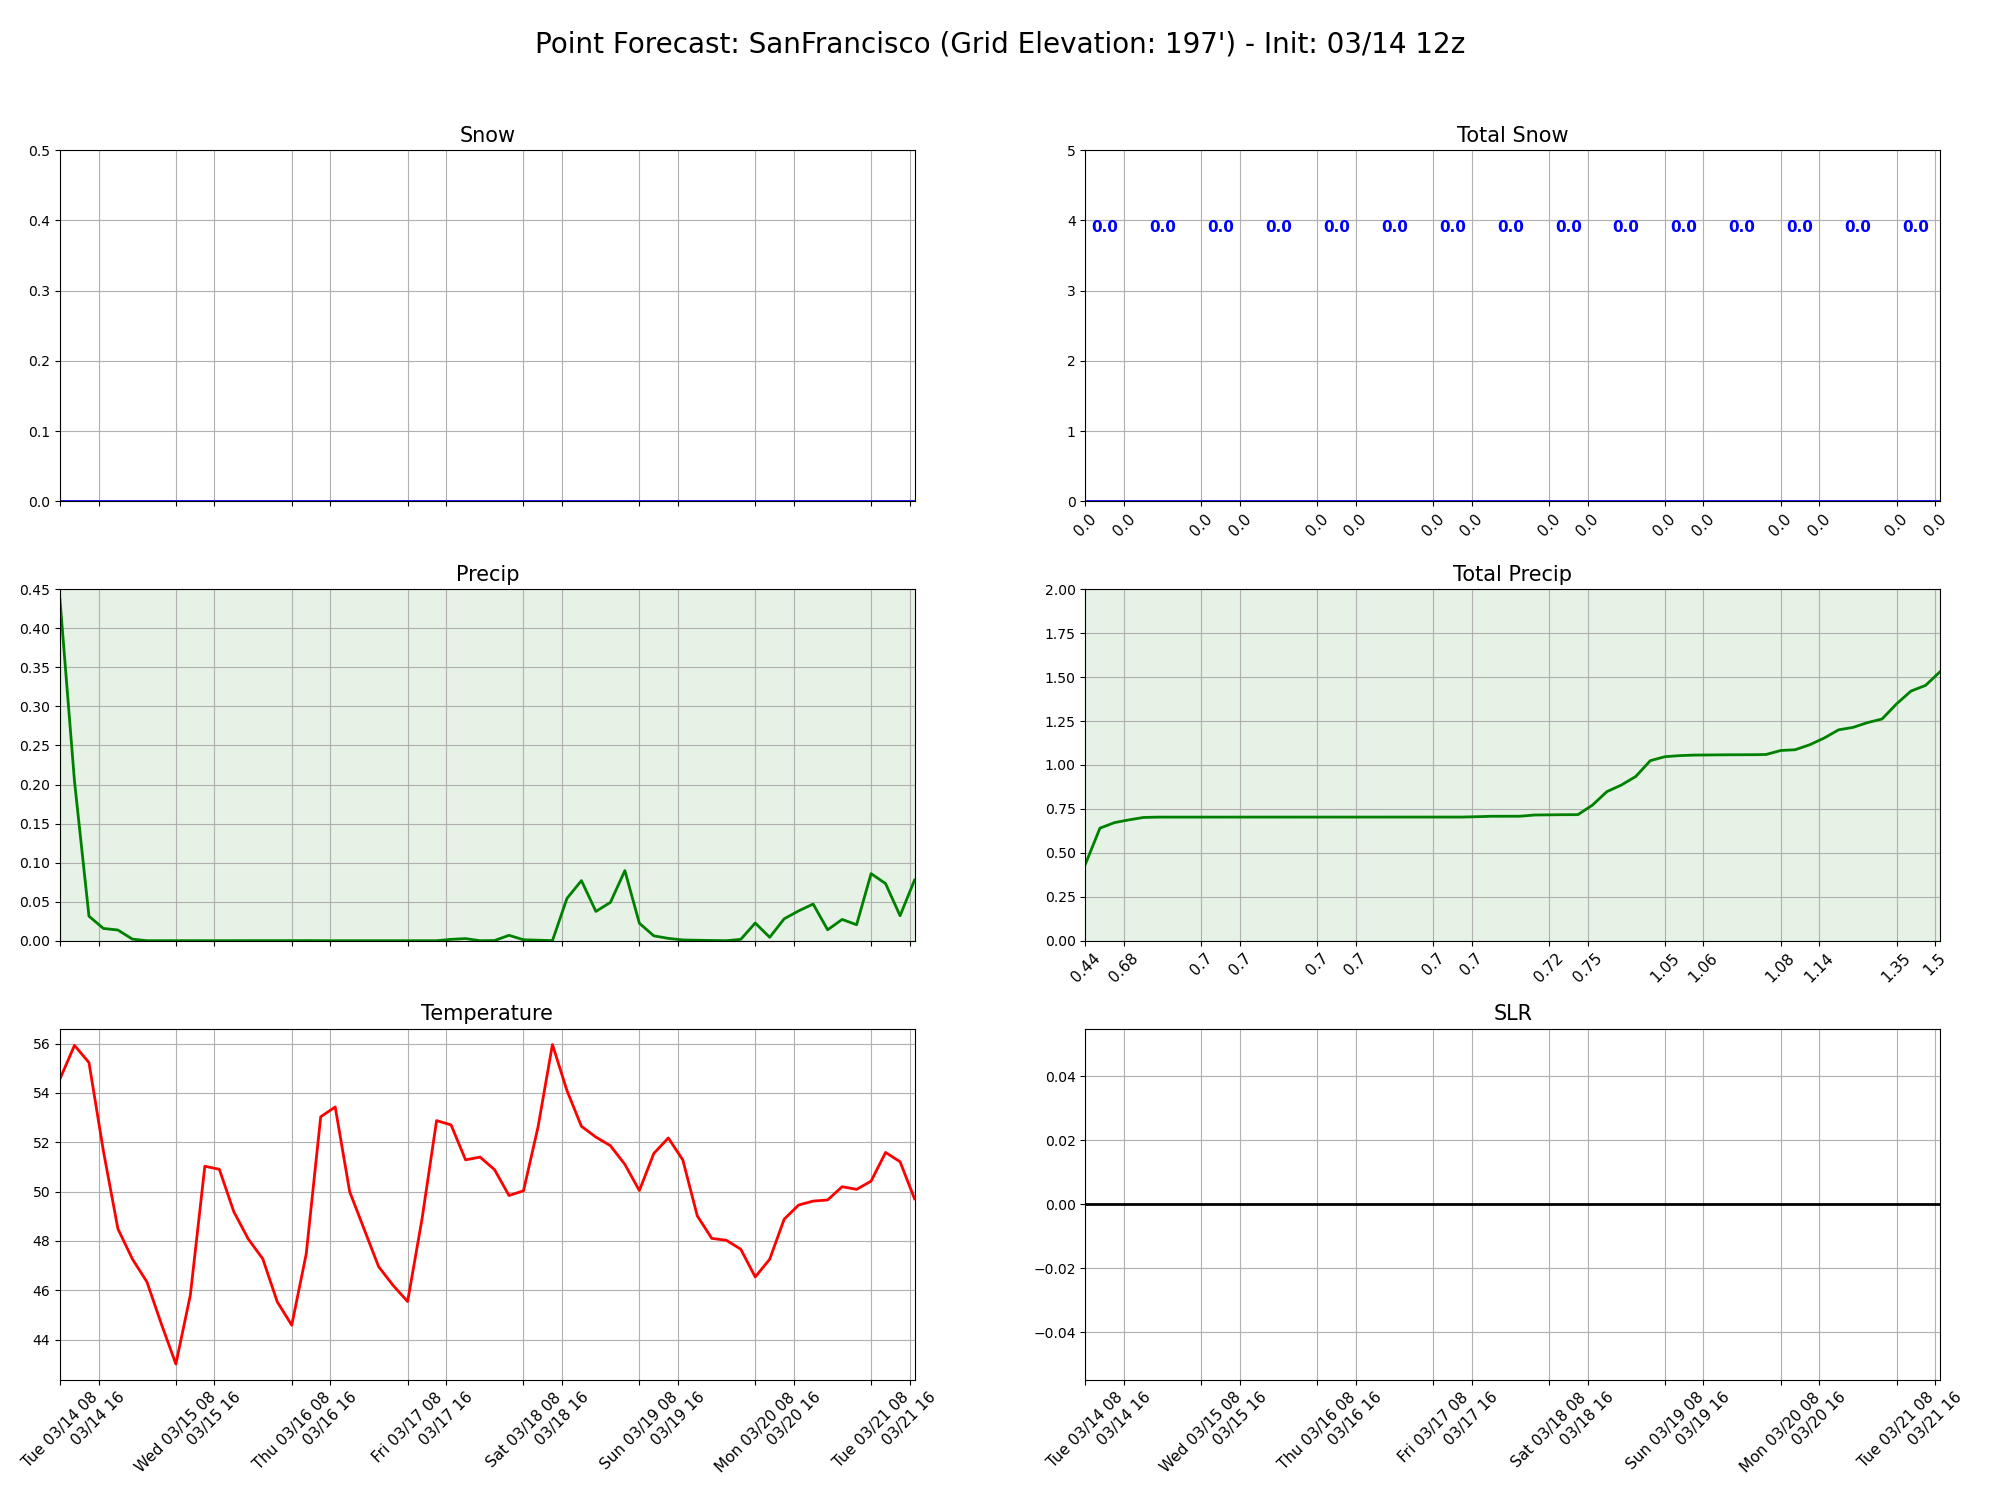 Point Forecast: SanFrancisco (Grid Elevation: 197') - Init: 03/14 12z
Snow
0.5
0.4
0.3
0.2
0.1
0.0
Total Snow
5
4
3
2
1
0
0.0 0.0 0.0 0.0 0.0 0.0 0.0 0.0 0.0 0.0 0.0 0.0 0.0 0.0 0.0
0.0 0.0 0.0 0.0 0.0 0.0 0.0 0.0 0.0 0.0 0.0 0.0 0.0 0.0 0.0 0.0
Precip
0.45
0.40
0.35
0.30
0.25
0.20
0.15
0.10
0.05
0.00
Total Precip
2.00
1.75
1.50
1.25
1.00
0.75
0.50
0.25
0.00
0.44 0.68 0.7 0.7 0.7 0.7 0.7 0.7 0.72 0.75 1.05 1.06 1.08 1.14 1.35 1.5
Temperature
56
54
52
50
48
46
44
Tue 03/14 08
03/14 16
Wed 03/15 08
03/15 16
Thu 03/16 08
03/16 16
Fri 03/17 08
03/17 16
Sat 03/18 08
03/18 16
Sun 03/19 08
03/19 16
Mon 03/20 08
03/20 16
Tue 03/21 08
03/21 16
SLR
0.04
0.02
0.00
−0.02
−0.04
Tue 03/14 08
03/14 16
Wed 03/15 08
03/15 16
Thu 03/16 08
03/16 16
Fri 03/17 08
03/17 16
Sat 03/18 08
03/18 16
Sun 03/19 08
03/19 16
Mon 03/20 08
03/20 16
Tue 03/21 08
03/21 16